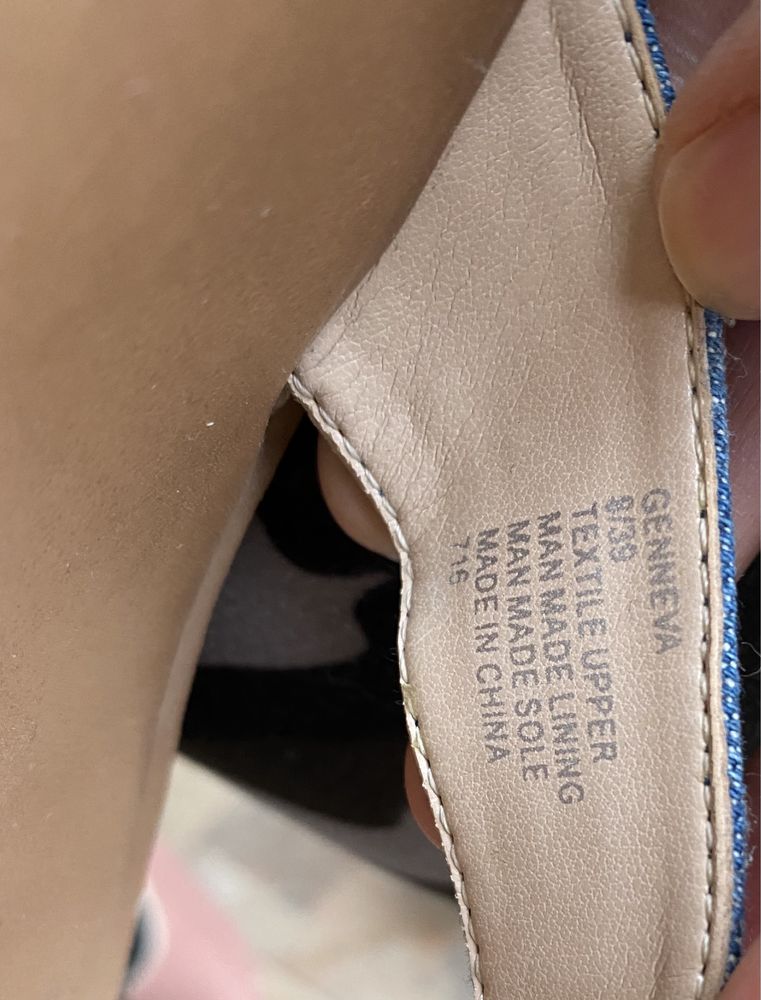 GENNEVA
8/39
TEXTILE UPPER
MAN MADE LINING
MAN MADE SOLE
MADE IN CHINA
715